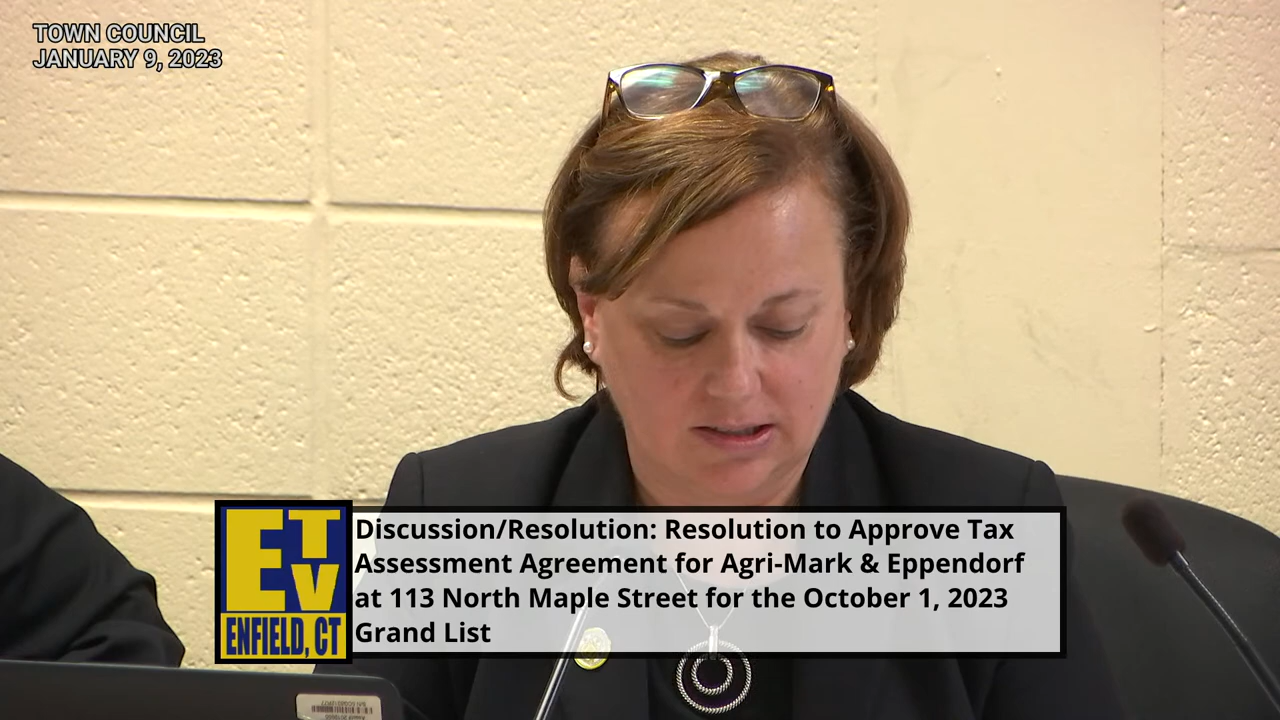 TOWN COUNCIL
JANUARY 9, 2023
ETV
ENFIELD, CT
Discussion/Resolution: Resolution to Approve Tax
Assessment Agreement for Agri-Mark & Eppendorf
at 113 North Maple Street for the October 1, 2023
Grand List